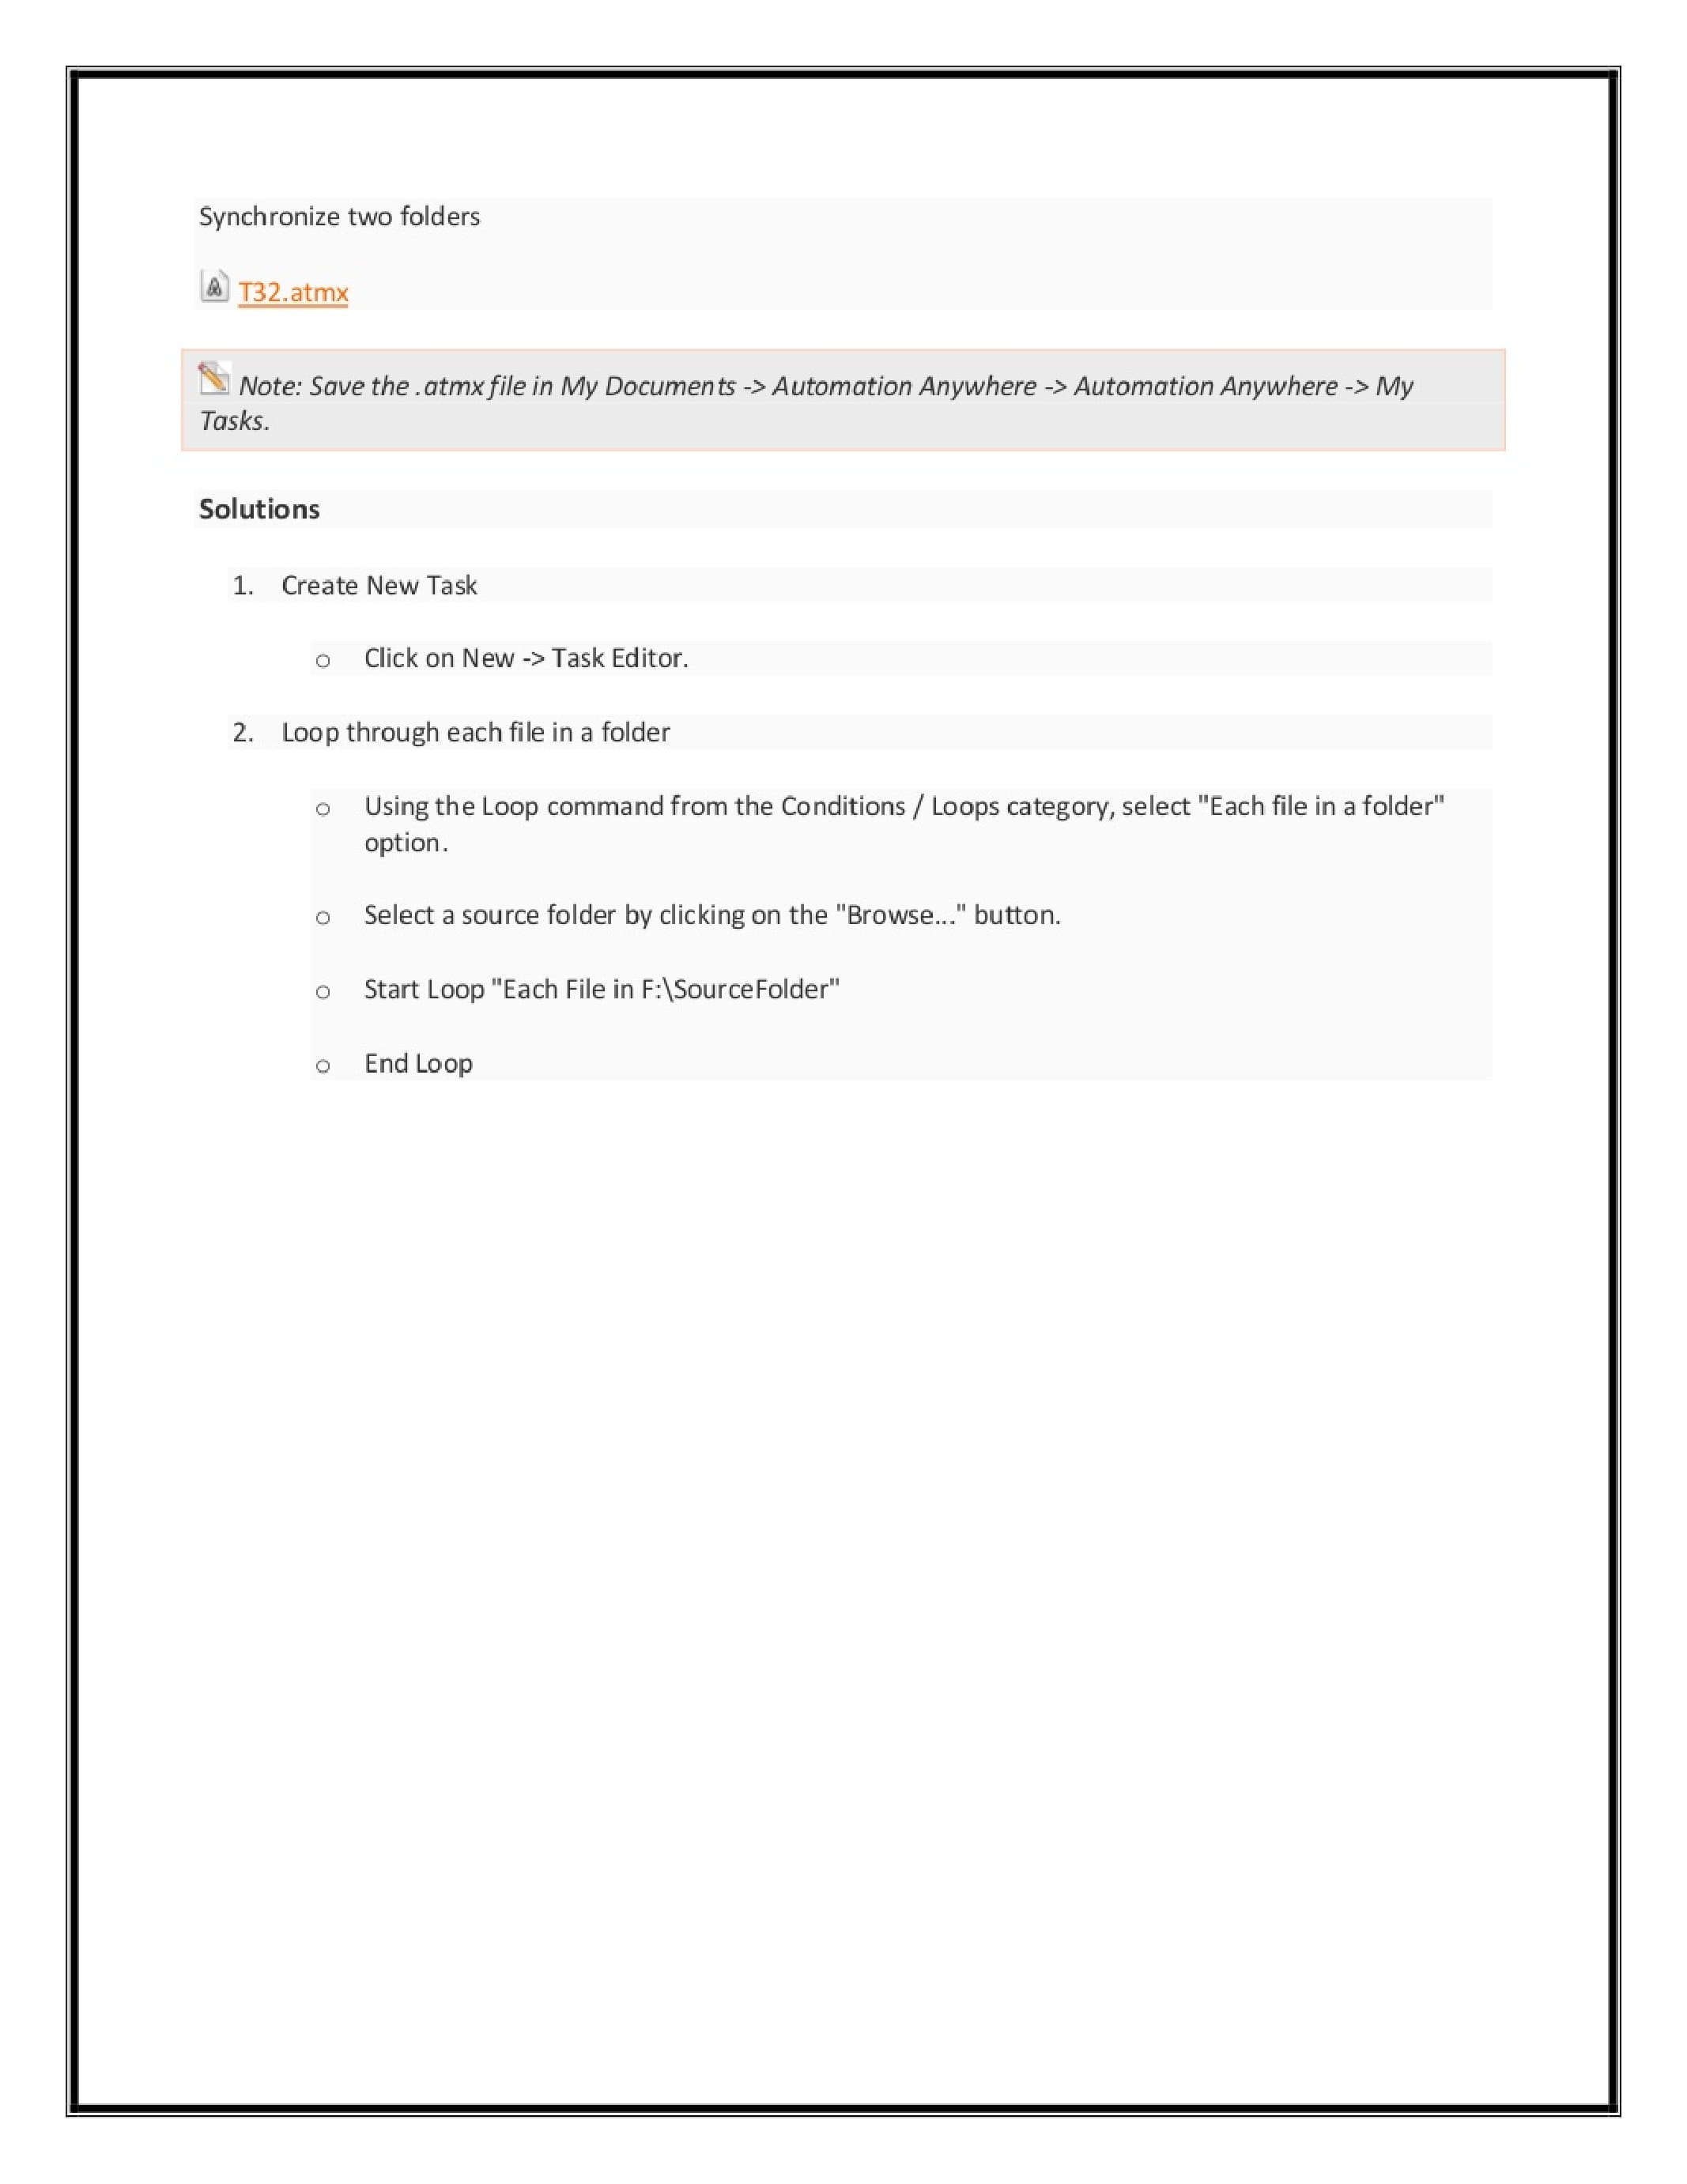 Synchronize two folders
T32.atmx
Note: Save the .atmx file in My Documents -> Automation Anywhere -> Automation Anywhere -> My
Tasks.
Solutions
1. Create New Task
o Click on New -> Task Editor.
2. Loop through each file in a folder
o Using the Loop command from the Conditions / Loops category, select "Each file in a folder"
option.
o Select a source folder by clicking on the "Browse..." button.
o Start Loop "Each File in F:\SourceFolder"
o End Loop